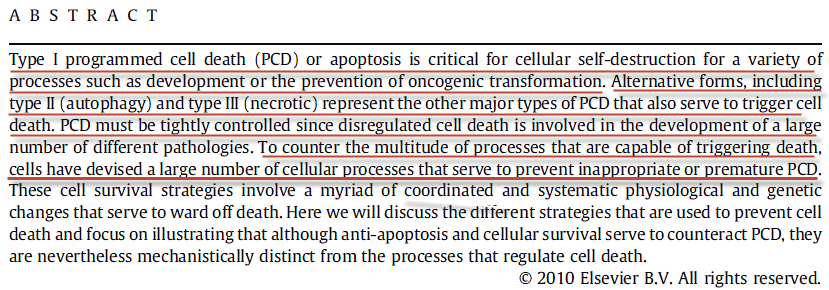 A B S T R A C T
Type I programmed cell death (PCD) or apoptosis is critical for cellular self-destruction for a variety of
processes such as development or the prevention of oncogenic transformation. Alternative forms, including
type II (autophagy) and type III (necrotic) represent the other major types of PCD that also serve to trigger cell
death. PCD must be tightly controlled since disregulated cell death is involved in the development of a large
number of different pathologies. To counter the multitude of processes that are capable of triggering death,
cells have devised a large number of cellular processes that serve to prevent inappropriate or premature PCD.
These cell survival strategies involve a myriad of coordinated and systematic physiological and genetic
changes that serve to ward off death. Here we will discuss the different strategies that are used to prevent cell
death and focus on illustrating that although anti-apoptosis and cellular survival serve to counteract PCD, they
are nevertheless mechanistically distinct from the processes that regulate cell death.
© 2010 Elsevier B.V. All rights reserved.